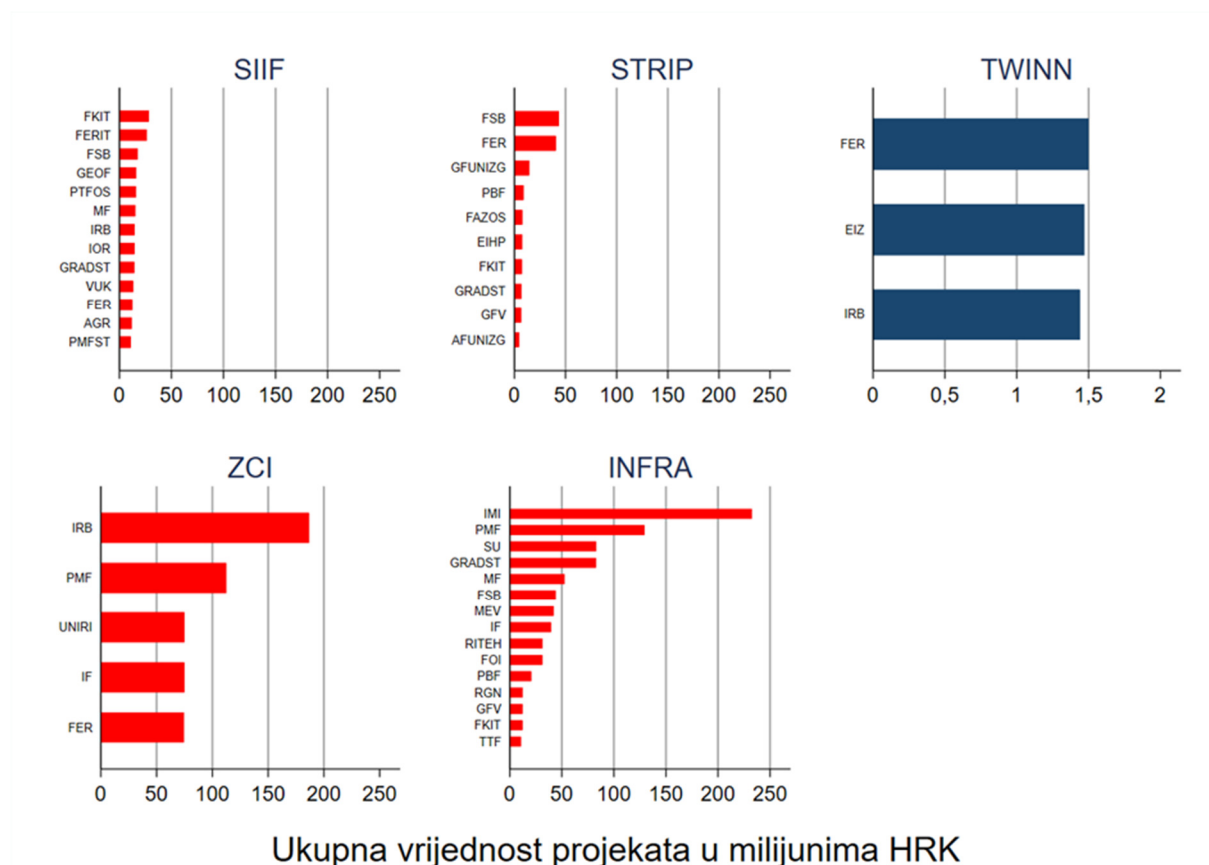 SIIF
FKIT
FERIT
FSB
GEOF
PTFOS
MF
IRB
IOR
GRADST
VUK
FER
AGR
PMFST
0 50 100 150 200 250
STRIP
FSB
FER
GFUNIZG
PBF
FAZOS
EIHP
FKIT
GRADST
GFV
AFUNIZG
0 50 100 150 200 250
TWINN
FER
EIZ
IRB
0 0,5 1 1,5 2
ZCI
IRB
PMF
UNIRI
IF
FER
0 50 100 150 200 250
INFRA
IMI
PMF
SU
GRADST
MF
FSB
MEV
IF
RITEH
FOI
PBF
RGN
GFV
FKIT
TTF
0 50 100 150 200 250
Ukupna vrijednost projekata u milijunima HRK